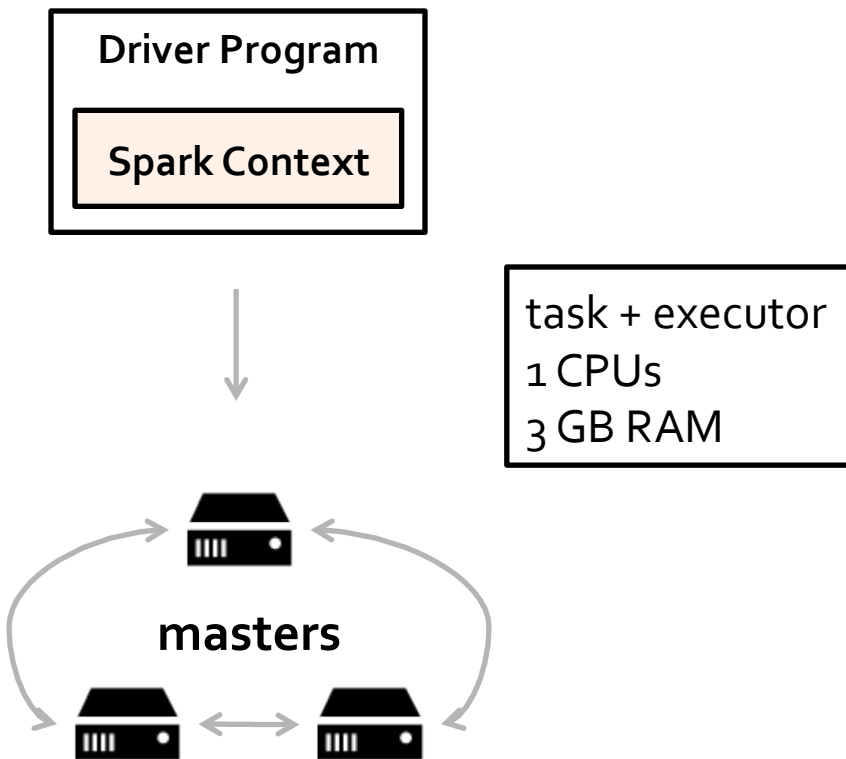 Driver Program
Spark Context
task + executor
1 CPUs
3 GB RAM
masters